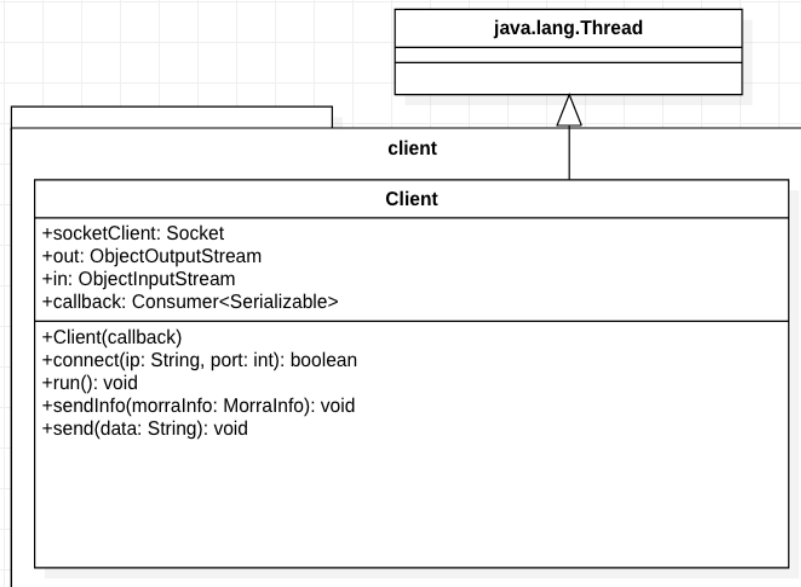 java.lang.Thread
client
Client
+socketClient: Socket
+out: ObjectOutputStream
+in: ObjectInputStream
+callback: Consumer<Serializable>
+Client(callback)
+connect(ip: String, port: int): boolean
+run(): void
+sendInfo(morraInfo: MorraInfo): void
+send(data: String): void